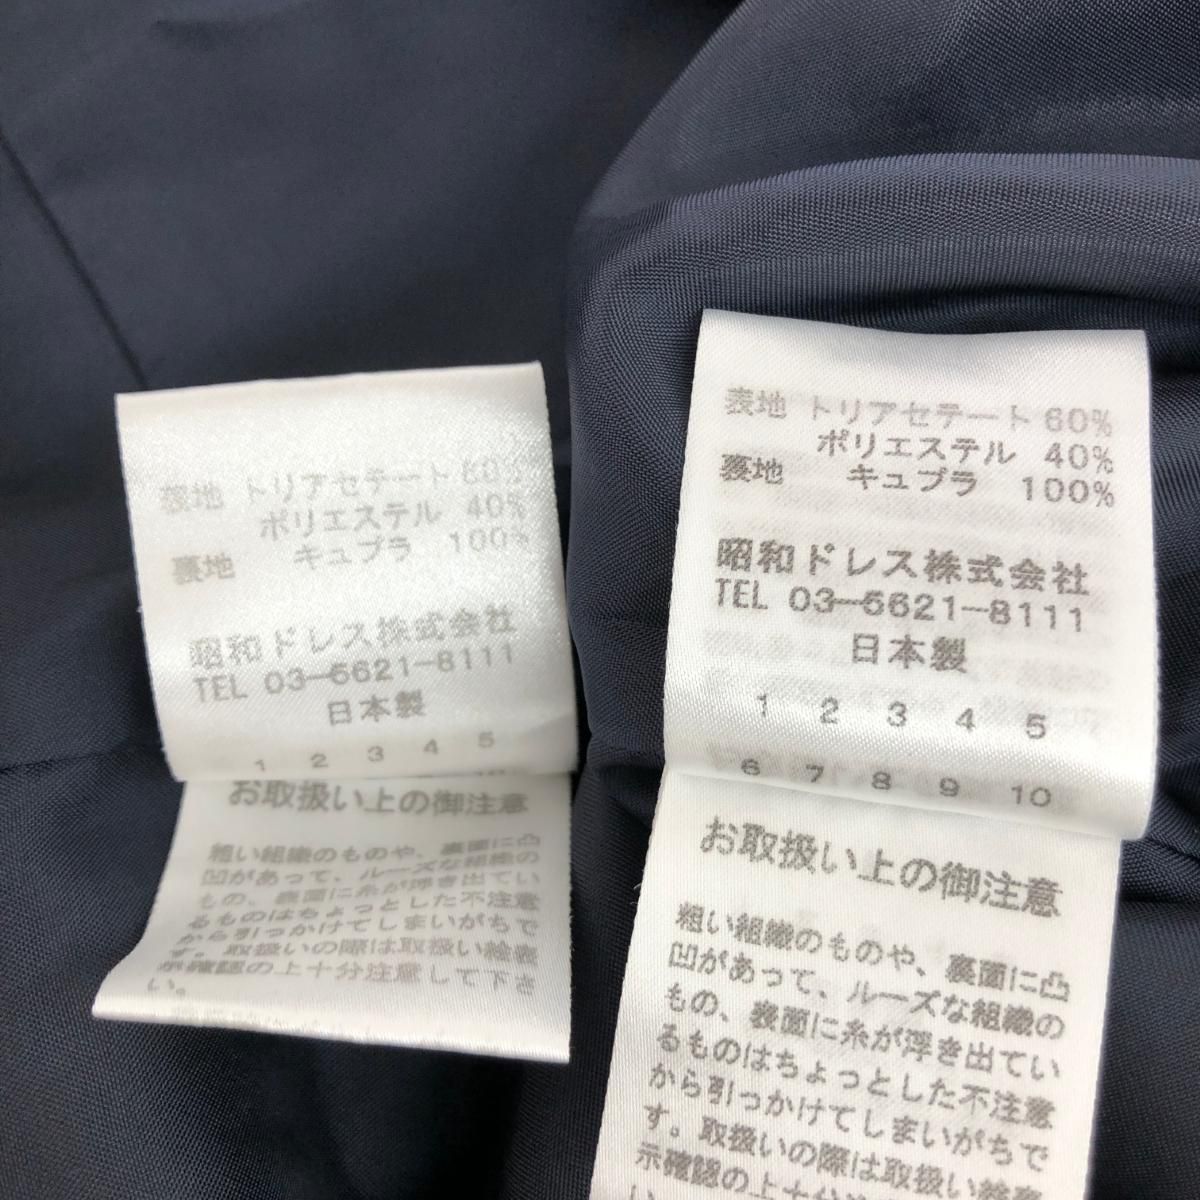 表地 トリアセテート 60%
ポリエステル 40%
裏地 キュプラ 100%
昭和ドレス株式会社
TEL 03-5621-8111
日本製
1 2 3 4 5
お取扱い上の御注意
粗い組織のものや、裏面に凸
凹があって、ルーズな組織の
もの、表面に糸が浮き出てい
るものはちょっとした不注意
から引っかけてしまいがちで
す。取扱いの際は取扱い絵表
示確認の上十分注意して下さ
い。
表地 トリアセテート 60%
ポリエステル 40%
裏地 キュプラ 100%
昭和ドレス株式会社
TEL 03-5621-8111
日本製
1 2 3 4 5
6 7 8 9 10
お取扱い上の御注意
粗い組織のものや、裏面に凸
凹があって、ルーズな組織の
もの、表面に糸が浮き出てい
るものはちょっとした不注意
から引っかけてしまいがちで
す。取扱いの際は取扱い絵表
示確認の上十分注意